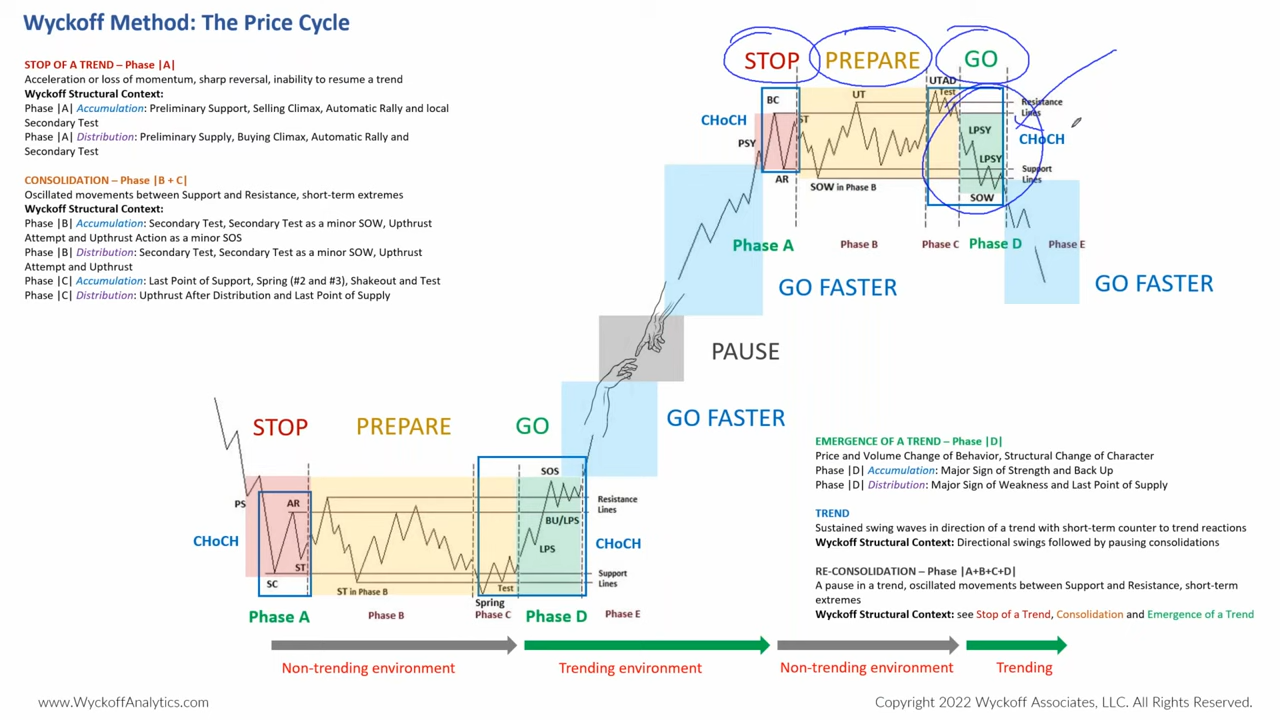 Wyckoff Method: The Price Cycle
STOP OF A TREND – Phase |A|
Acceleration or loss of momentum, sharp reversal, inability to resume a trend
Wyckoff Structural Context:
Phase |A| Accumulation: Preliminary Support, Selling Climax, Automatic Rally and local
Secondary Test
Phase |A| Distribution: Preliminary Supply, Buying Climax, Automatic Rally and
Secondary Test
CONSOLIDATION – Phase |B + C|
Oscillated movements between Support and Resistance, short-term extremes
Wyckoff Structural Context:
Phase |B| Accumulation: Secondary Test, Secondary Test as a minor SOW, Upthrust
Attempt and Upthrust Action as a minor SOS
Phase |B| Distribution: Secondary Test, Secondary Test as a minor SOW, Upthrust
Attempt and Upthrust
Phase |C| Accumulation: Last Point of Support, Spring (#2 and #3), Shakeout and Test
Phase |C| Distribution: Upthrust After Distribution and Last Point of Supply
STOP PREPARE GO
UTAD
Test
BC
UT
Resistance
Lines
CHoCH
ST
LPSY
CHoCH
PSY
LPSY
AR
Support
Lines
SOW in Phase B
SOW
Phase A Phase B Phase C Phase D Phase E
GO FASTER
GO FASTER
PAUSE
GO FASTER
STOP PREPARE GO
SOS
PS
AR
Resistance
Lines
BU/LPS
CHoCH
LPS
CHoCH
ST
SC
Support
Lines
ST in Phase B
Test
Spring
Phase A Phase B Phase C Phase D Phase E
EMERGENCE OF A TREND – Phase |D|
Price and Volume Change of Behavior, Structural Change of Character
Phase |D| Accumulation: Major Sign of Strength and Back Up
Phase |D| Distribution: Major Sign of Weakness and Last Point of Supply
TREND
Sustained swing waves in direction of a trend with short-term counter to trend reactions
Wyckoff Structural Context: Directional swings followed by pausing consolidations
RE-CONSOLIDATION – Phase |A+B+C+D|
A pause in a trend, oscillated movements between Support and Resistance, short-term
extremes
Wyckoff Structural Context: see Stop of a Trend, Consolidation and Emergence of a Trend
Non-trending environment Trending environment Non-trending environment Trending
www.WyckoffAnalytics.com
Copyright 2022 Wyckoff Associates, LLC. All Rights Reserved.